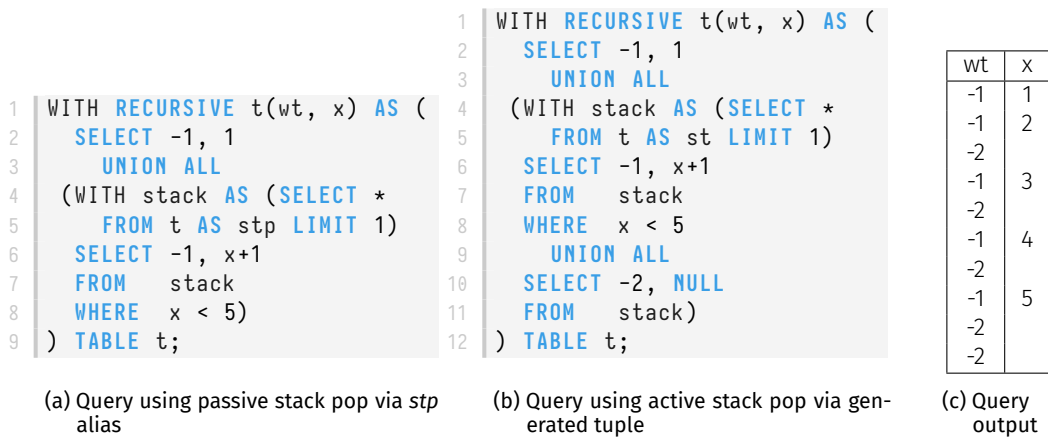 1 WITH RECURSIVE t(wt, x) AS (
2 SELECT -1, 1
3 UNION ALL
4 (WITH stack AS (SELECT *
5 FROM t AS stp LIMIT 1)
6 SELECT -1, x+1
7 FROM stack
8 WHERE x < 5)
9 ) TABLE t;
(a) Query using passive stack pop via stp
alias
1 WITH RECURSIVE t(wt, x) AS (
2 SELECT -1, 1
3 UNION ALL
4 (WITH stack AS (SELECT *
5 FROM t AS st LIMIT 1)
6 SELECT -1, x+1
7 FROM stack
8 WHERE x < 5
9 UNION ALL
10 SELECT -2, NULL
11 FROM stack)
12 ) TABLE t;
(b) Query using active stack pop via gen-
erated tuple
wt x
-1 1
-1 2
-2
-1 3
-2
-1 4
-2
-1 5
-2
-2
(c) Query
output